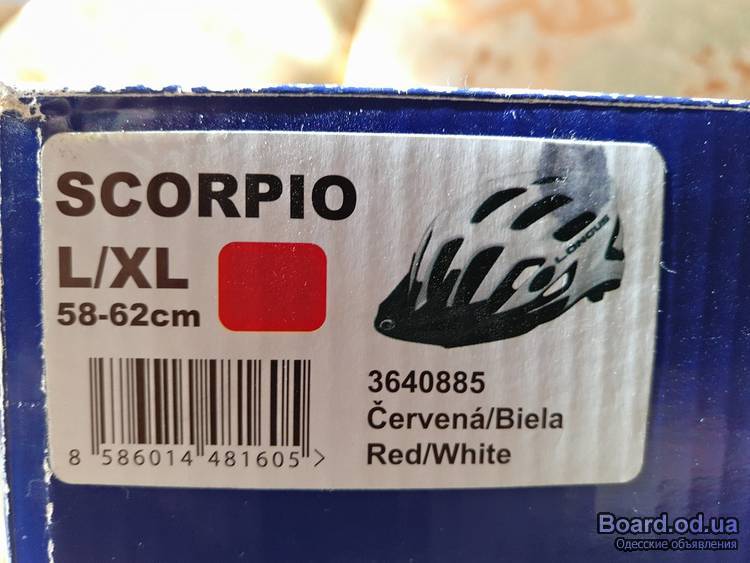 SCORPIO
L/XL
58-62cm
LONGUS
3640885
Červená/Biela
Red/White
8 586014 481605 >
Board.od.ua
Одесские объявления